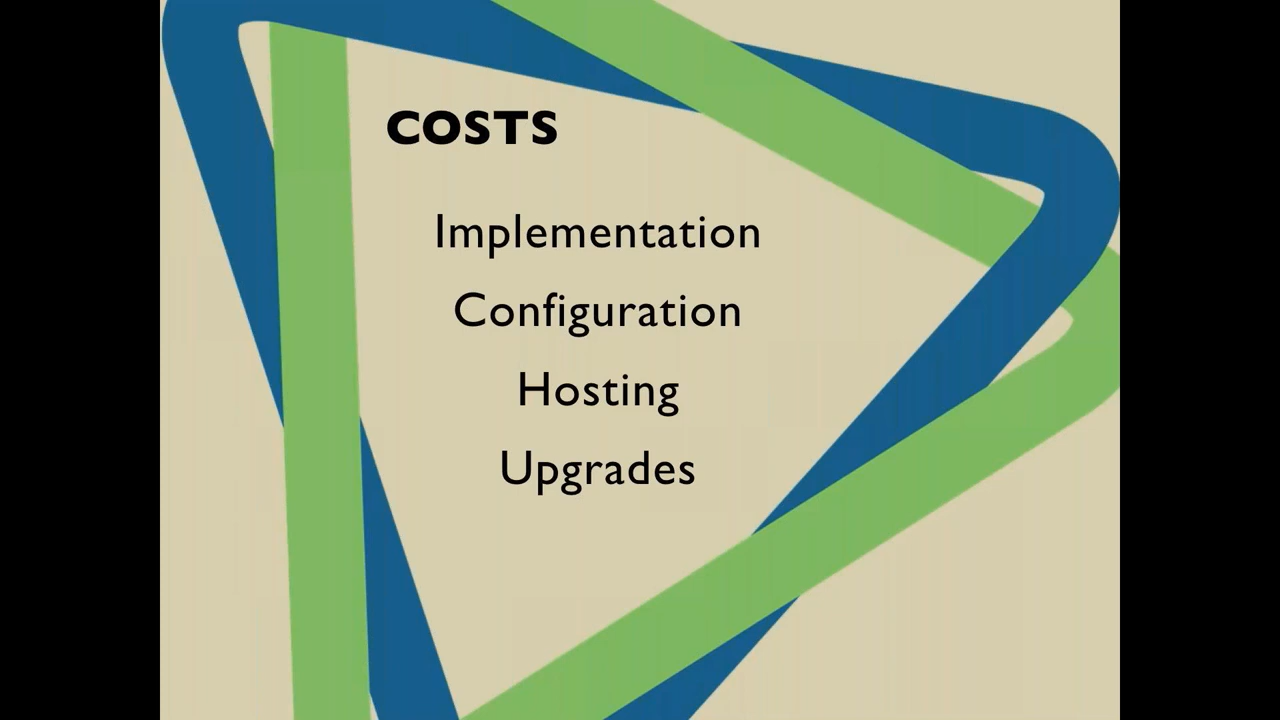 COSTS
Implementation
Configuration
Hosting
Upgrades